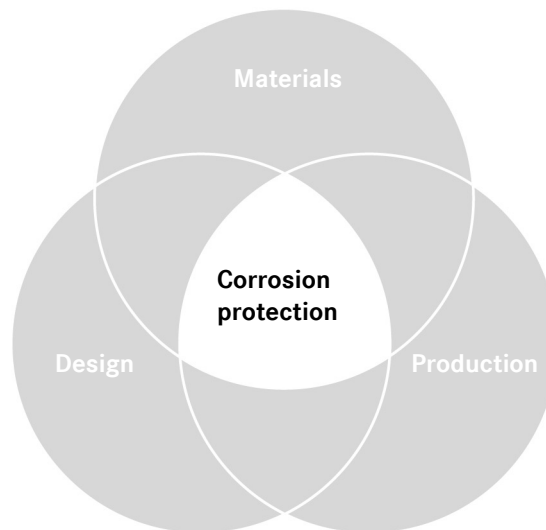 Materials
Corrosion
protection
Design
Production